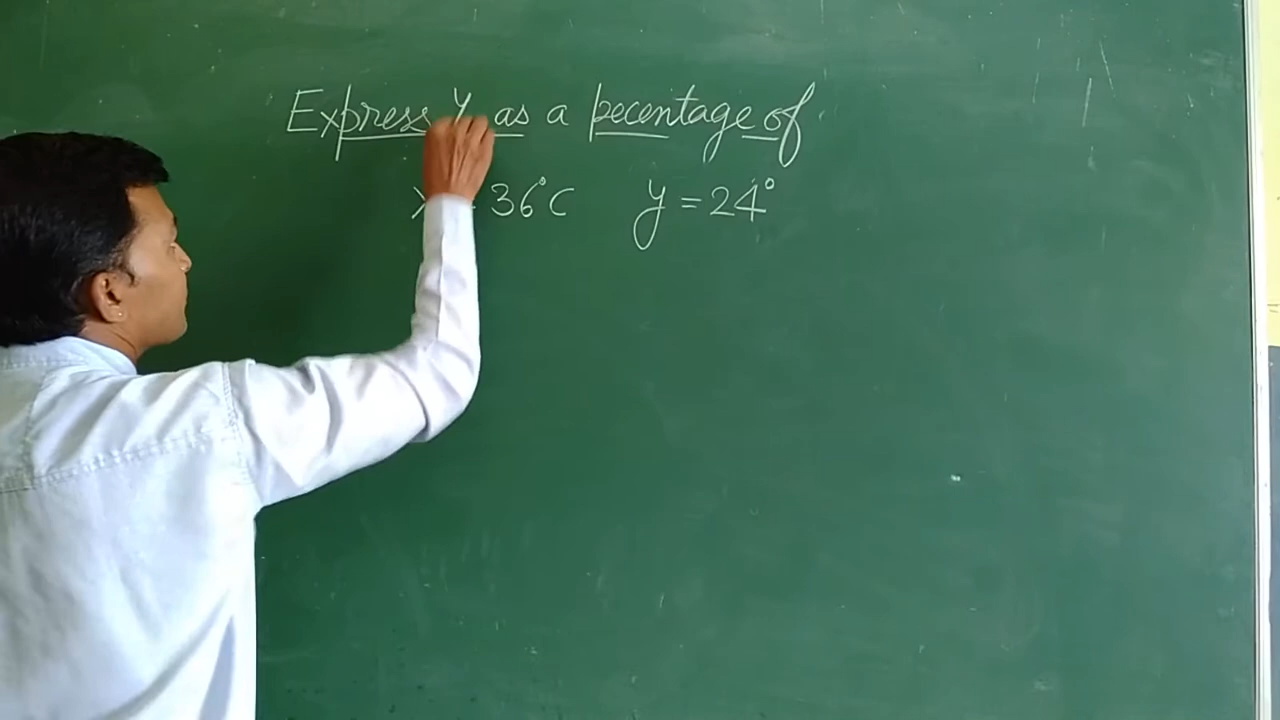 Express y as a pecentage of
36°C y = 24°